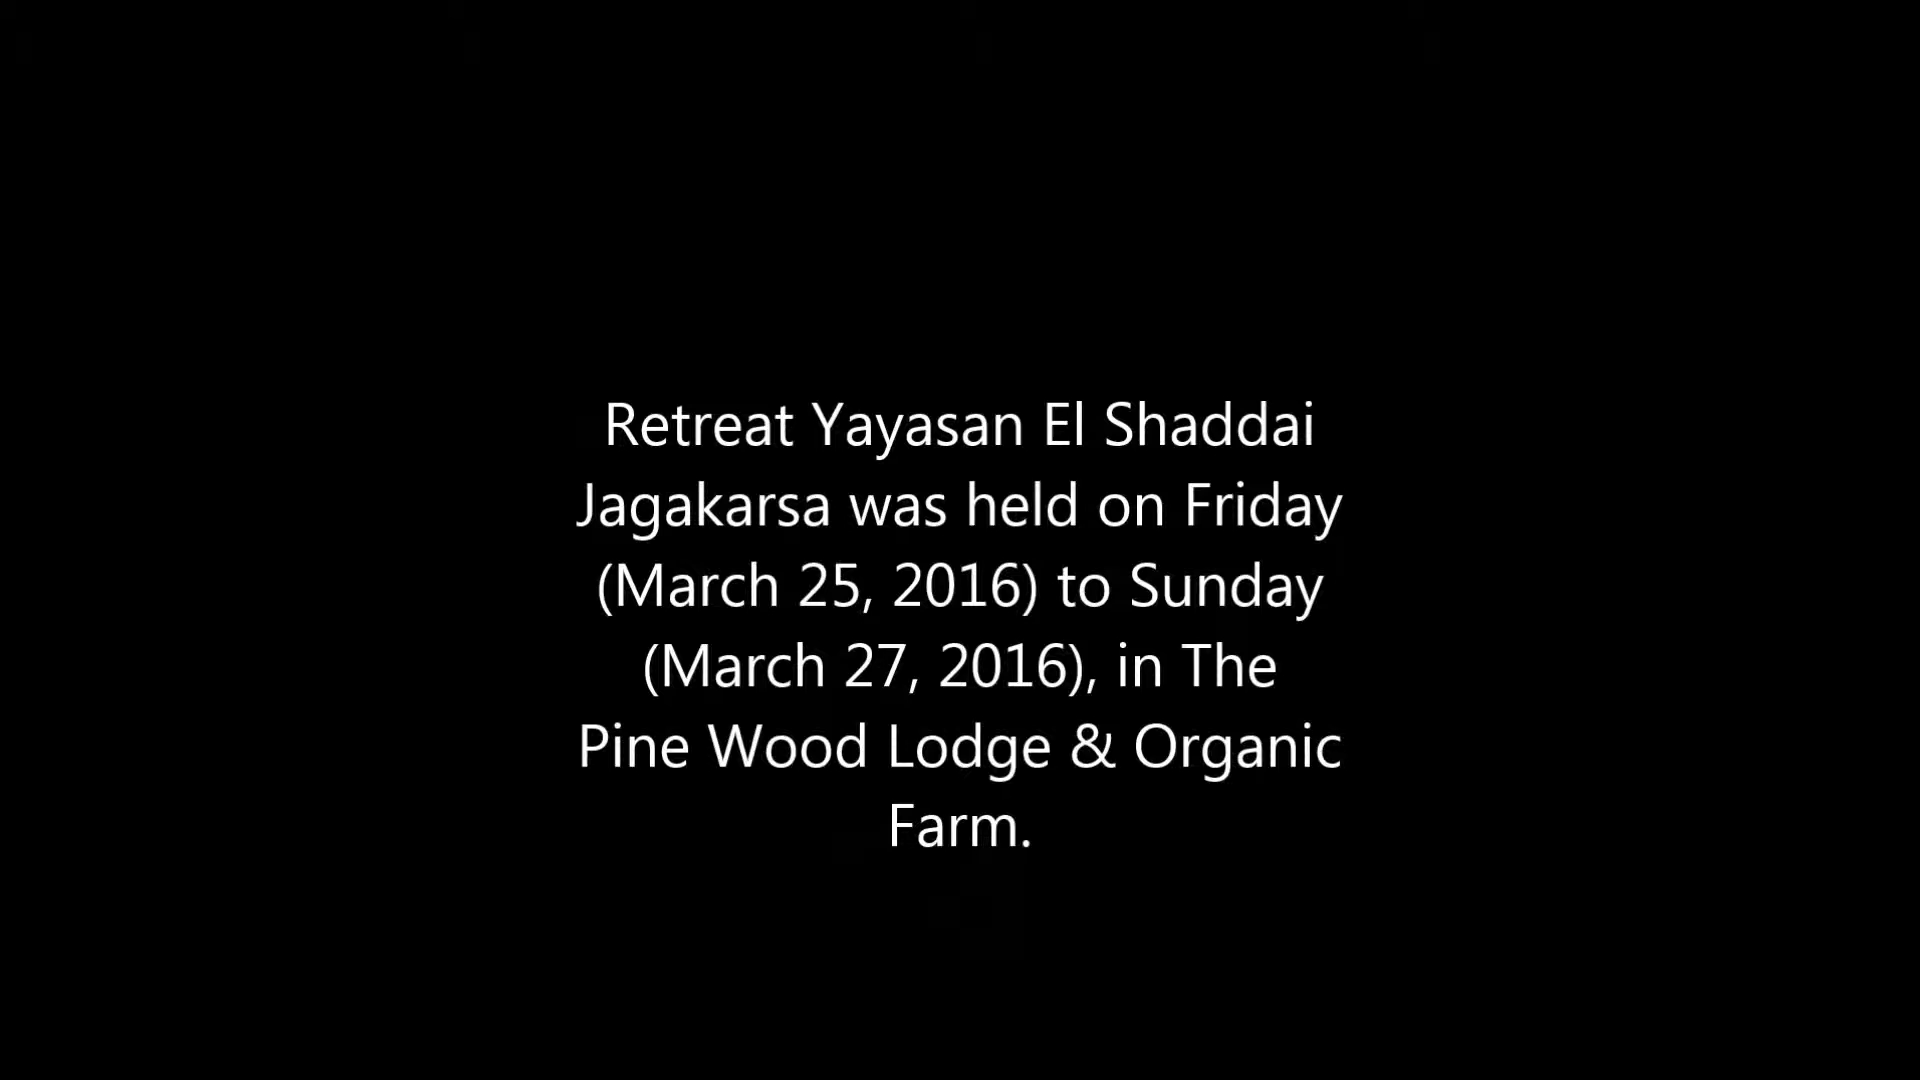 Retreat Yayasan El Shaddai
Jagakarsa was held on Friday
(March 25, 2016) to Sunday
(March 27, 2016), in The
Pine Wood Lodge & Organic
Farm.